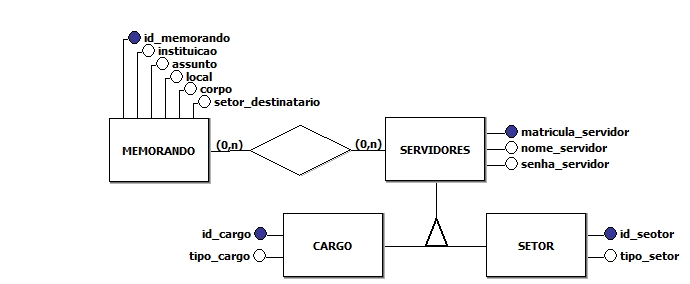 id_memorando
instituicao
assunto
local
corpo
setor_destinatario
MEMORANDO
(0,n)
(0,n)
SERVIDORES
matricula_servidor
nome_servidor
senha_servidor
id_cargo
tipo_cargo
CARGO
SETOR
id_seotor
tipo_setor